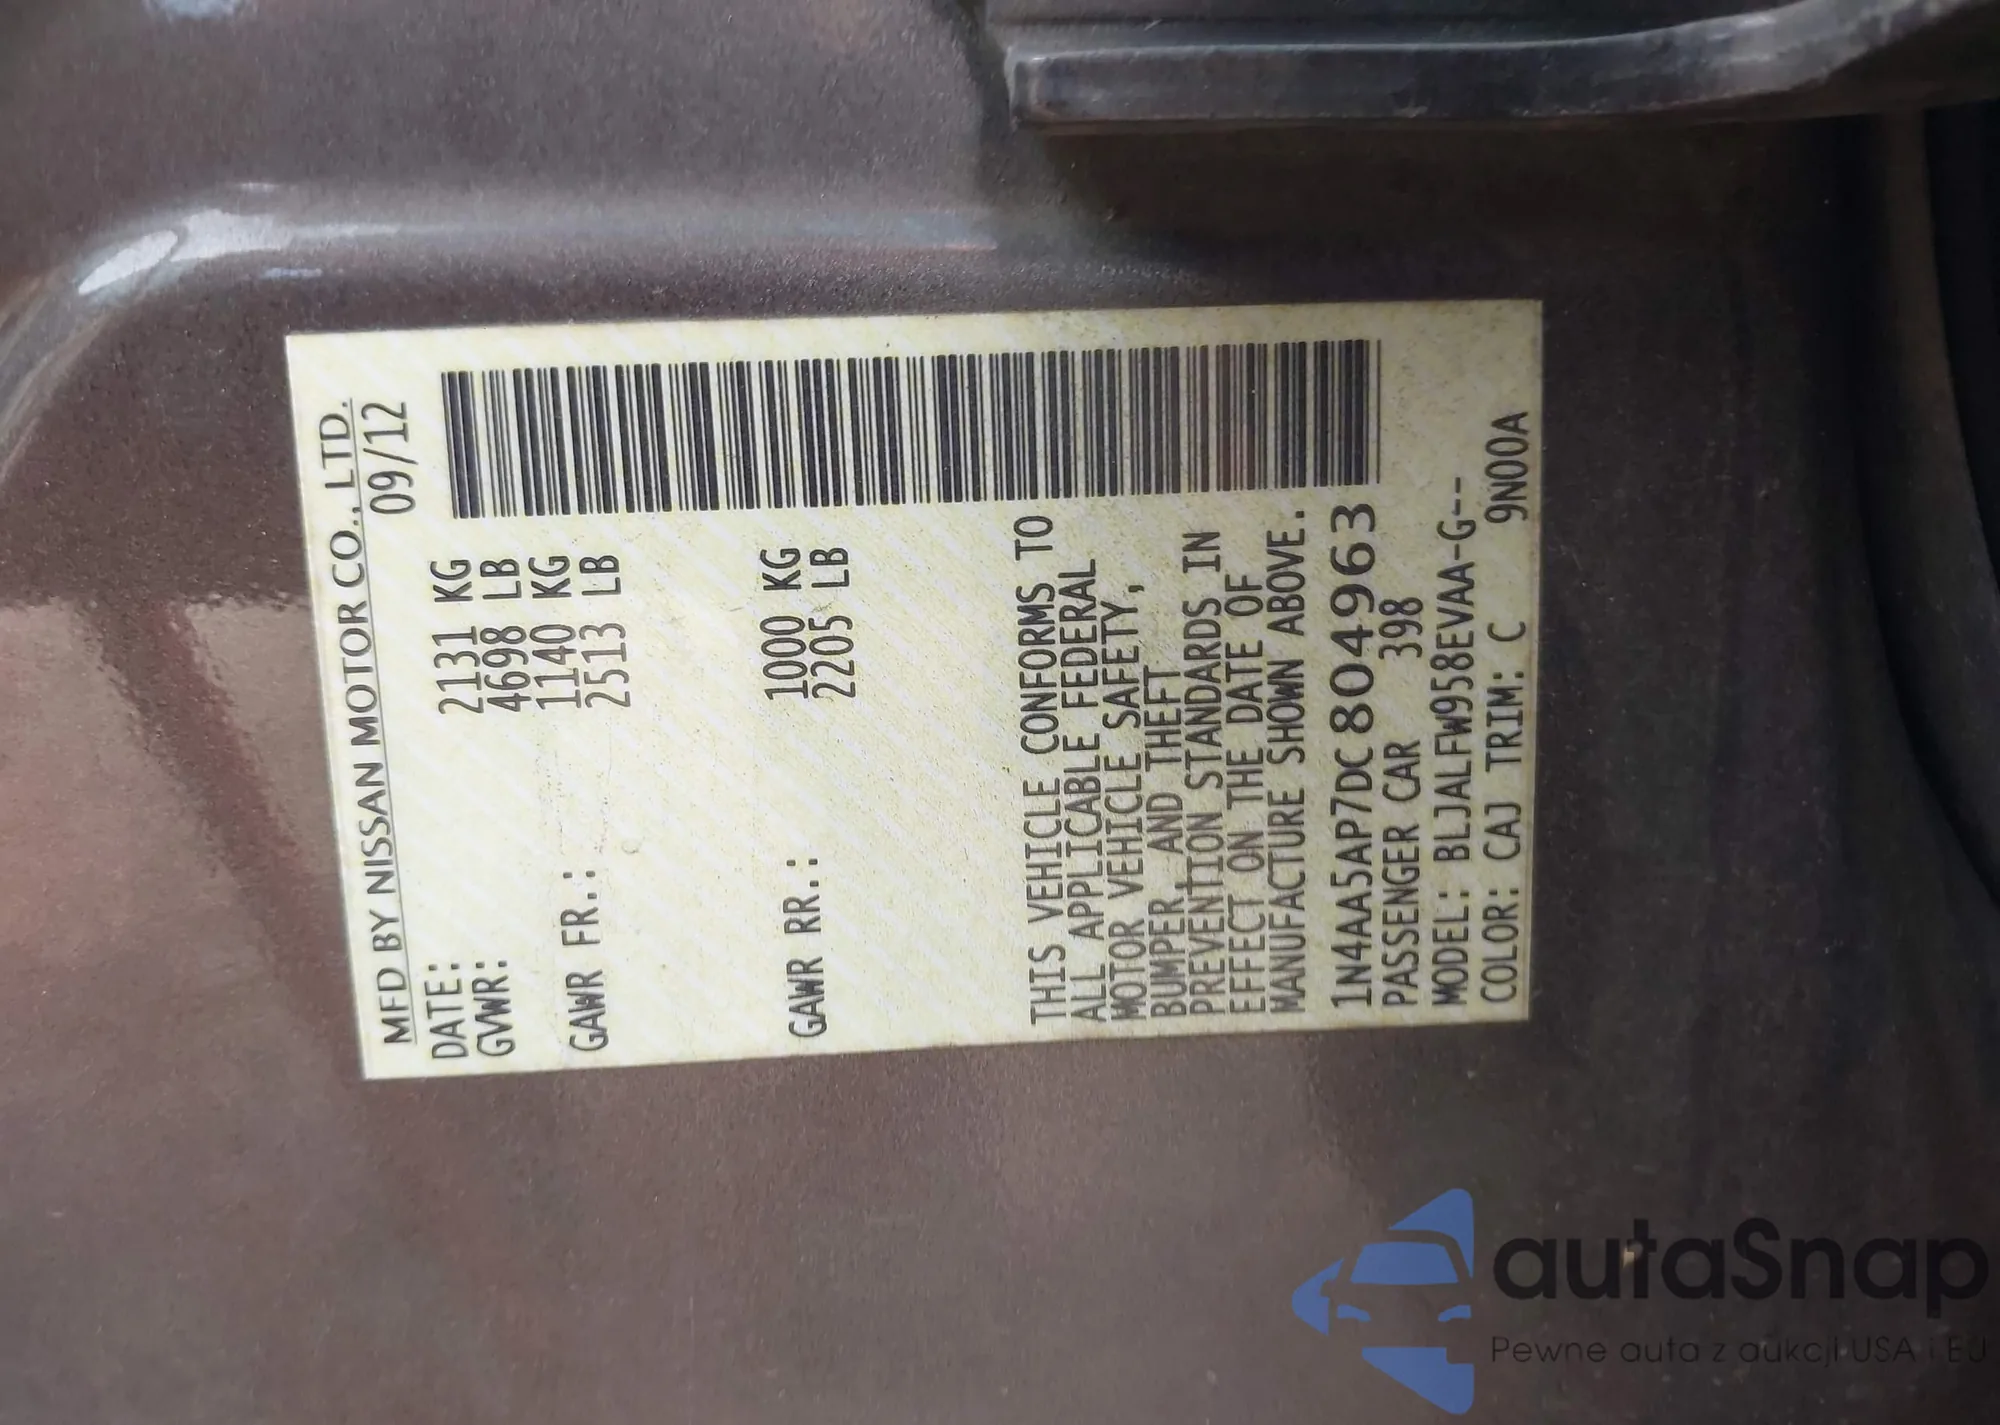 MFD BY NISSAN MOTOR CO., LTD.
DATE: 09/12
GVWR: 2131 KG
4698 LB
GAWR FR.: 1140 KG
2513 LB
GAWR RR.: 1000 KG
2205 LB
THIS VEHICLE CONFORMS TO
ALL APPLICABLE FEDERAL
MOTOR VEHICLE SAFETY,
BUMPER, AND THEFT
PREVENTION STANDARDS IN
EFFECT ON THE DATE OF
MANUFACTURE SHOWN ABOVE.
1N4AA5AP7DC804963
PASSENGER CAR 398
MODEL: BLJALFW958EVAA-G--
COLOR: CAJ TRIM: C 9N00A
autaSnap
Pewne auta z aukcji USA i EU